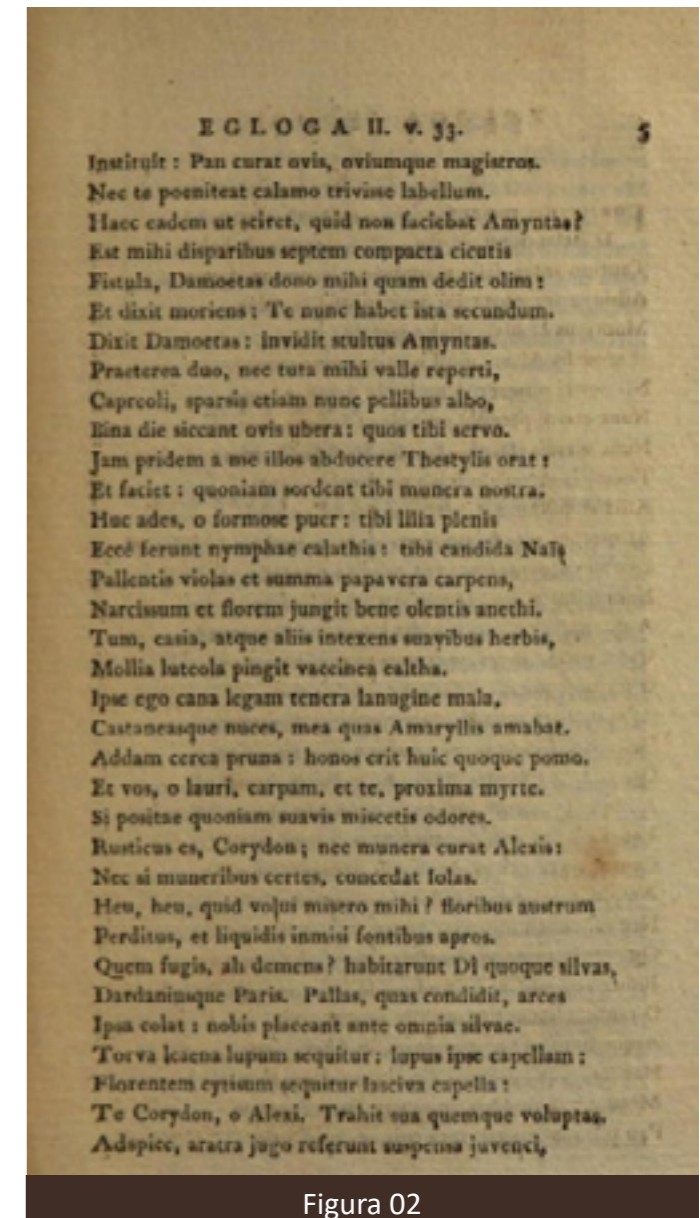 ECLOGA II. v. 33. 5
Instituit : Pan curat ovis, oviumque magistros.
Nec te poeniteat calamo trivisse labellum.
Haec eadem ut sciret, quid non faciebat Amyntas?
Est mihi disparibus septem compacta cicutis
Fistula, Damoetas dono mihi quam dedit olim :
Et dixit moriens : Te nunc habet ista secundum.
Dixit Damoetas : invidit stultus Amyntas.
Praeterea duo, nec tuta mihi valle reperti,
Capreoli, sparsis etiam nunc pellibus albo,
Bina die siccant ovis ubera : quos tibi servo.
Jam pridem a me illos abducere Thestylis orat :
Et faciet : quoniam sordent tibi munera nostra.
Huc ades, o formose puer : tibi lilia plenis
Ecce ferunt nymphae calathis : tibi candida Naïs
Pallentis violas et summa papavera carpens,
Narcissum et florem jungit bene olentis anethi.
Tum, casia, atque aliis intexens suavibus herbis,
Mollia luteola pingit vaccinea caltha.
Ipse ego cana legam tenera lanugine mala,
Castaneasque nuces, mea quas Amaryllis amabat.
Addam cerea pruna : honos erit huic quoque pomo.
Et vos, o lauri, carpam, et te, proxima myrte.
Si positae quoniam suavis miscetis odores.
Rusticus es, Corydon ; nec munera curat Alexis :
Nec si muneribus certes, concedat Iolas.
Heu, heu, quid volui misero mihi ? floribus austrum
Perditus, et liquidis inmisi fontibus apros.
Quem fugis, ah demens ? habitarunt Di quoque silvas,
Dardaniusque Paris. Pallas, quas condidit, arces
Ipsa colat : nobis placeant ante omnia silvae.
Torva leaena lupum sequitur ; lupus ipse capellam :
Florentem cytisum sequitur lasciva capella :
Te Corydon, o Alexi. Trahit sua quemque voluptas.
Adspice, aratra jugo referunt suspensa juvenci,
Figura 02